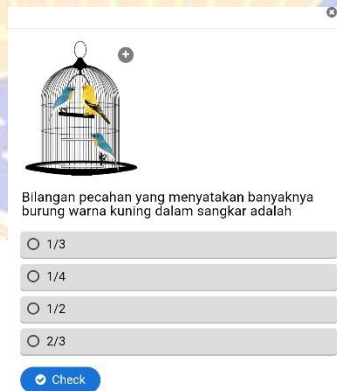 Bilangan pecahan yang menyatakan banyaknya
burung warna kuning dalam sangkar adalah
1/3
1/4
1/2
2/3
Check